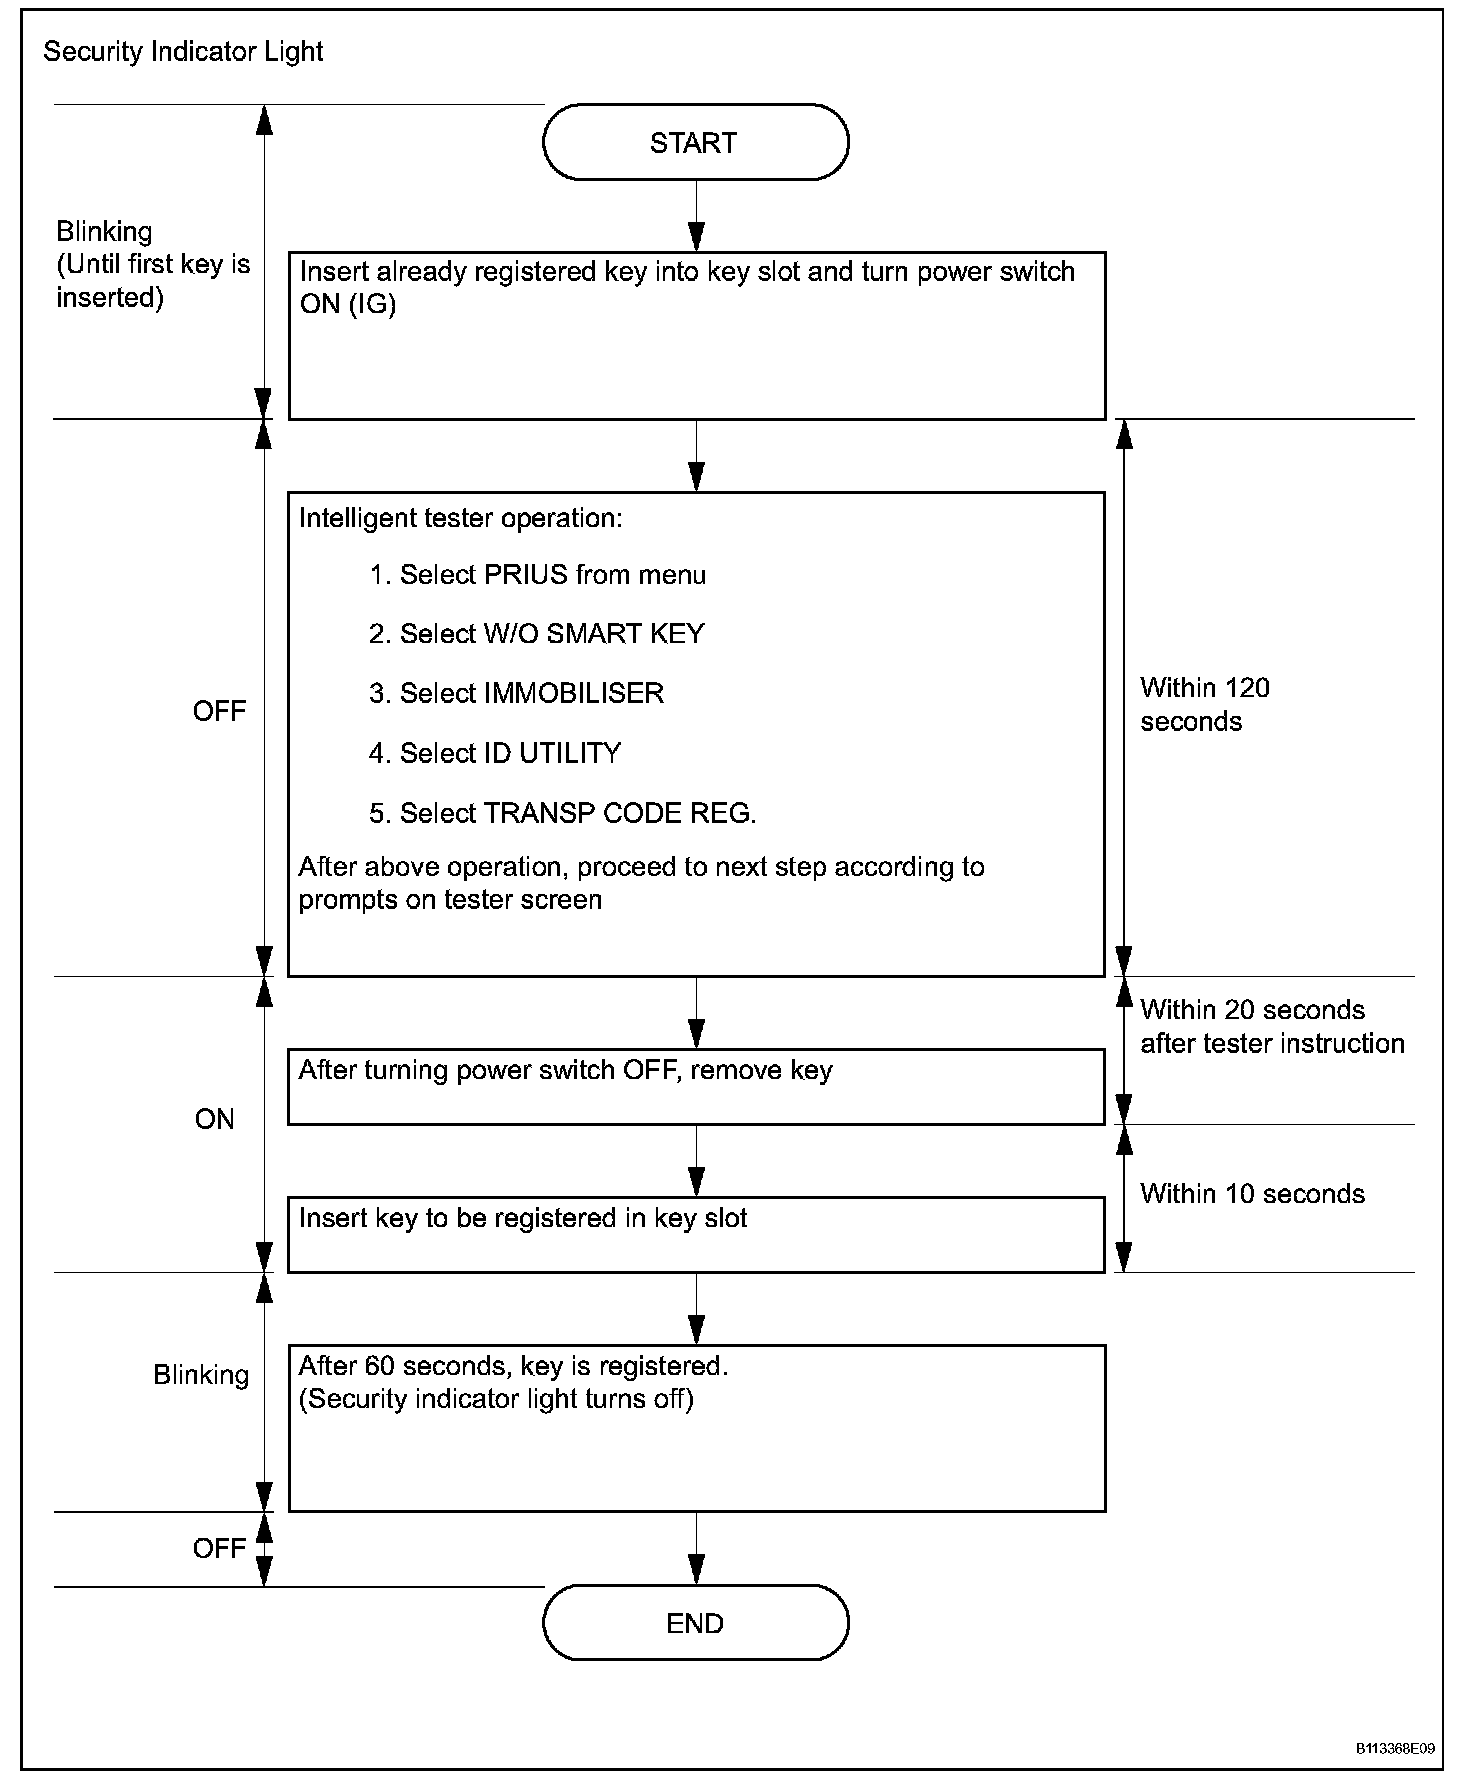 Security Indicator Light
START
Blinking
(Until first key is
inserted)
Insert already registered key into key slot and turn power switch
ON (IG)
Intelligent tester operation:
1. Select PRIUS from menu
2. Select W/O SMART KEY
3. Select IMMOBILISER
4. Select ID UTILITY
5. Select TRANSP CODE REG.
After above operation, proceed to next step according to
prompts on tester screen
OFF
Within 120
seconds
Within 20 seconds
after tester instruction
After turning power switch OFF, remove key
ON
Within 10 seconds
Insert key to be registered in key slot
Blinking
After 60 seconds, key is registered.
(Security indicator light turns off)
OFF
END
B113368E09